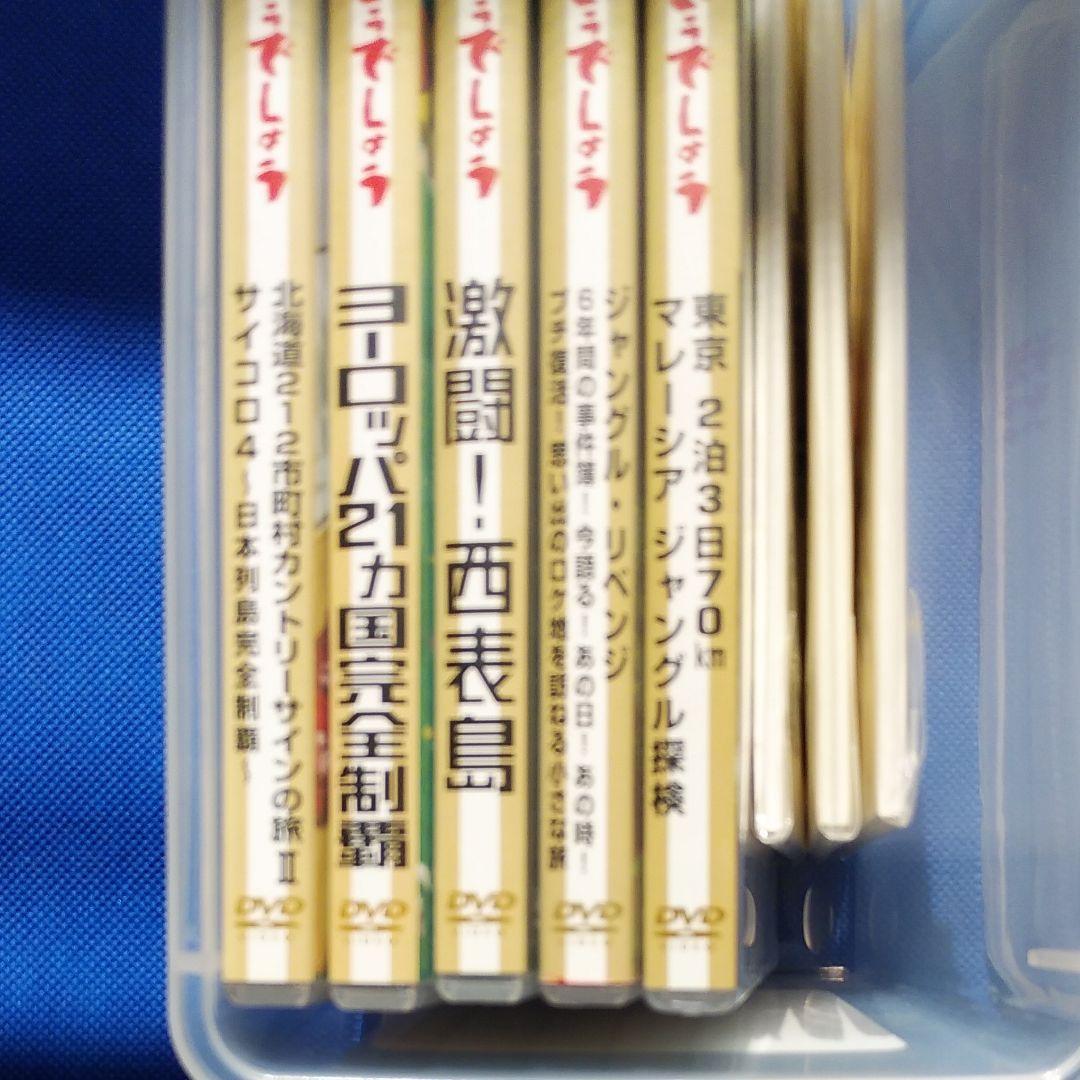 うでしょう
北海道212市町村カントリーサインの旅Ⅱ
サイコロ4～日本列島完全制覇～
DVD
うでしょう
ヨーロッパ21ヵ国完全制覇
DVD
うでしょう
激闘!西表島
DVD
うでしょう
ジャングル・リベンジ
6年間の事件簿!今語る!あの日!あの時!
プチ復活!思い出のロケ地を訪ねる小さな旅
DVD
うでしょう
東京 2泊3日70km
マレーシア ジャングル探検
DVD